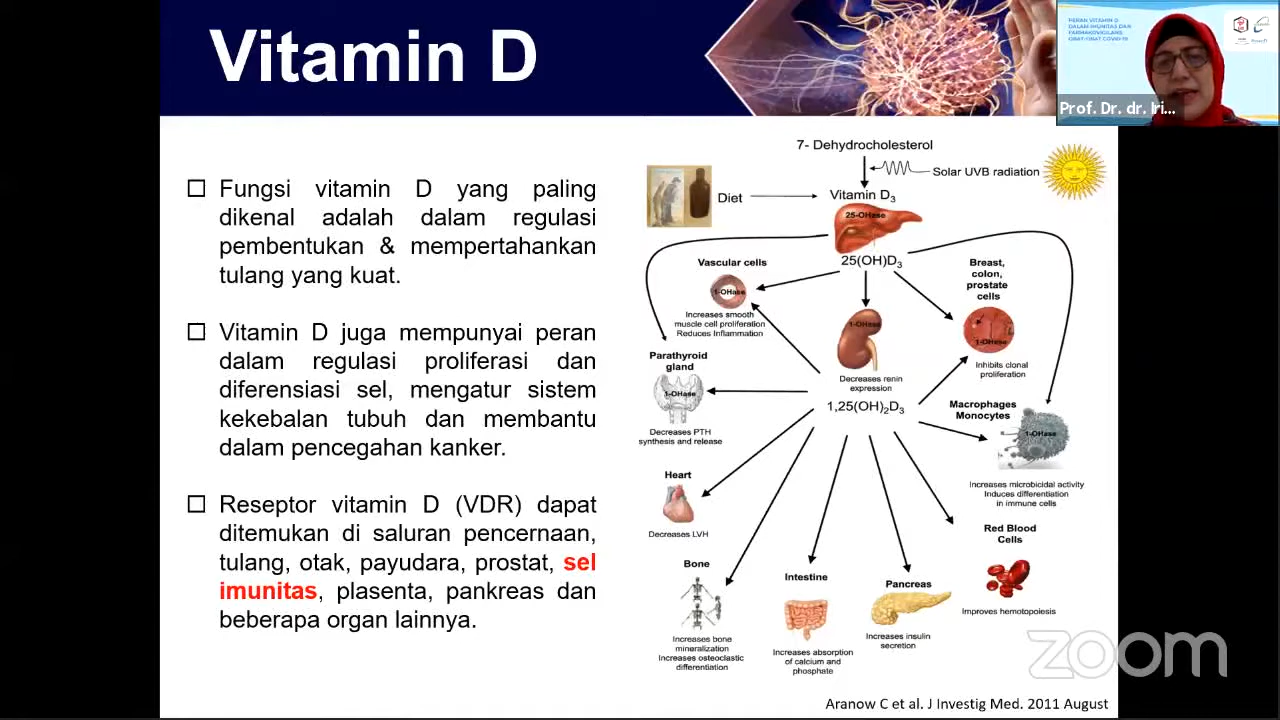 Vitamin D
PERAN VITAMIN D
DALAM IMUNITAS DAN
FARMAKOVIGILANS
OBAT-OBAT COVID-19
Prof. Dr. dr. Iri...
☐ Fungsi vitamin D yang paling
dikenal adalah dalam regulasi
pembentukan & mempertahankan
tulang yang kuat.
☐ Vitamin D juga mempunyai peran
dalam regulasi proliferasi dan
diferensiasi sel, mengatur sistem
kekebalan tubuh dan membantu
dalam pencegahan kanker.
☐ Reseptor vitamin D (VDR) dapat
ditemukan di saluran pencernaan,
tulang, otak, payudara, prostat, sel
imunitas, plasenta, pankreas dan
beberapa organ lainnya.
7- Dehydrocholesterol
Solar UVB radiation
Diet
Vitamin D₃
25-OHase
25(OH)D₃
Vascular cells
1-OHase
Increases smooth
muscle cell proliferation
Reduces Inflammation
Breast,
colon,
prostate
cells
1-OHase
Inhibits clonal
proliferation
1-OHase
Decreases renin
expression
1,25(OH)₂D₃
Parathyroid
gland
1-OHase
Decreases PTH
synthesis and release
Macrophages
Monocytes
1-OHase
Increases microbicidal activity
Induces differentiation
in immune cells
Heart
Decreases LVH
Red Blood
Cells
Improves hematopoiesis
Bone
Increases bone
mineralization
Increases osteoclastic
differentiation
Intestine
Increases absorption
of calcium and
phosphate
Pancreas
Increases insulin
secretion
zoom
Aranow C et al. J Investig Med. 2011 August